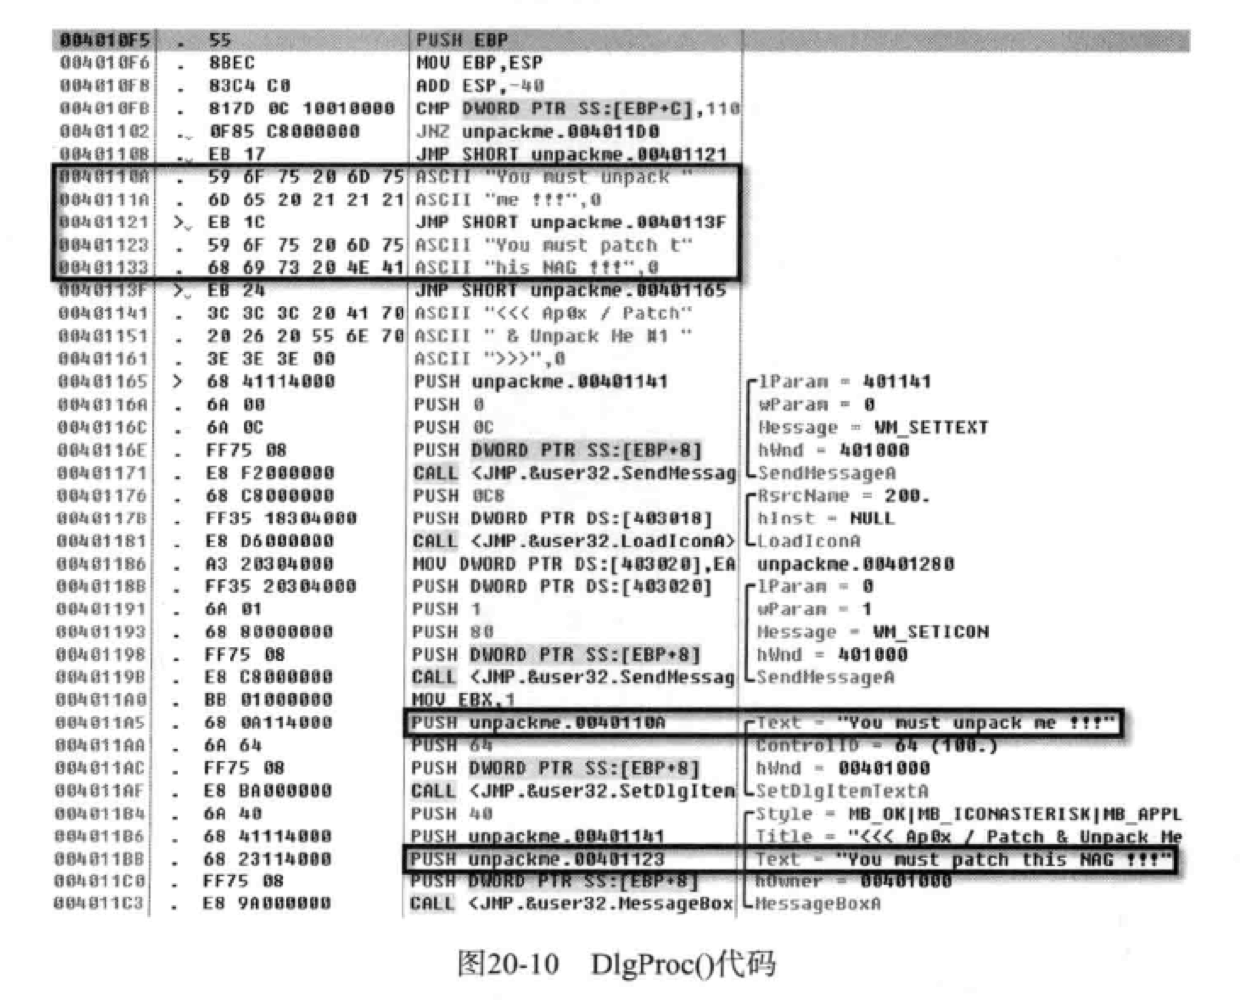 004010F5 . 55 PUSH EBP
004010F6 . 8BEC MOV EBP,ESP
004010F8 . 83C4 C0 ADD ESP,-40
004010FB . 817D 0C 10010000 CMP DWORD PTR SS:[EBP+C],110
00401102 .⌄ 0F85 C8000000 JNZ unpackme.004011D0
00401108 .⌄ EB 17 JMP SHORT unpackme.00401121
0040110A . 59 6F 75 20 6D 75 ASCII "You must unpack "
0040111A . 6D 65 20 21 21 21 ASCII "me !!!",0
00401121 >⌄ EB 1C JMP SHORT unpackme.0040113F
00401123 . 59 6F 75 20 6D 75 ASCII "You must patch t"
00401133 . 68 69 73 20 4E 41 ASCII "his NAG !!!",0
0040113F >⌄ EB 24 JMP SHORT unpackme.00401165
00401141 . 3C 3C 3C 20 41 70 ASCII "<<< Ap0x / Patch"
00401151 . 20 26 20 55 6E 70 ASCII " & Unpack Me #1 "
00401161 . 3E 3E 3E 00 ASCII ">>>",0
00401165 > 68 41114000 PUSH unpackme.00401141 lParam = 401141
0040116A . 6A 00 PUSH 0 wParam = 0
0040116C . 6A 0C PUSH 0C Message = WM_SETTEXT
0040116E . FF75 08 PUSH DWORD PTR SS:[EBP+8] hWnd = 401000
00401171 . E8 F2000000 CALL <JMP.&user32.SendMessag SendMessageA
00401176 . 68 C8000000 PUSH 0C8 RsrcName = 200.
0040117B . FF35 18304000 PUSH DWORD PTR DS:[403018] hInst = NULL
00401181 . E8 D6000000 CALL <JMP.&user32.LoadIconA> LoadIconA
00401186 . A3 20304000 MOV DWORD PTR DS:[403020],EA unpackme.00401280
0040118B . FF35 20304000 PUSH DWORD PTR DS:[403020] lParam = 0
00401191 . 6A 01 PUSH 1 wParam = 1
00401193 . 68 80000000 PUSH 80 Message = WM_SETICON
00401198 . FF75 08 PUSH DWORD PTR SS:[EBP+8] hWnd = 401000
0040119B . E8 C8000000 CALL <JMP.&user32.SendMessag SendMessageA
004011A0 . BB 01000000 MOV EBX,1
004011A5 . 68 0A114000 PUSH unpackme.0040110A Text = "You must unpack me !!!"
004011AA . 6A 64 PUSH 64 ControlID = 64 (100.)
004011AC . FF75 08 PUSH DWORD PTR SS:[EBP+8] hWnd = 00401000
004011AF . E8 BA000000 CALL <JMP.&user32.SetDlgItem SetDlgItemTextA
004011B4 . 6A 40 PUSH 40 Style = MB_OK|MB_ICONASTERISK|MB_APPL
004011B6 . 68 41114000 PUSH unpackme.00401141 Title = "<<< Ap0x / Patch & Unpack Me
004011BB . 68 23114000 PUSH unpackme.00401123 Text = "You must patch this NAG !!!"
004011C0 . FF75 08 PUSH DWORD PTR SS:[EBP+8] hOwner = 00401000
004011C3 . E8 9A000000 CALL <JMP.&user32.MessageBox MessageBoxA
图20-10 DlgProc()代码